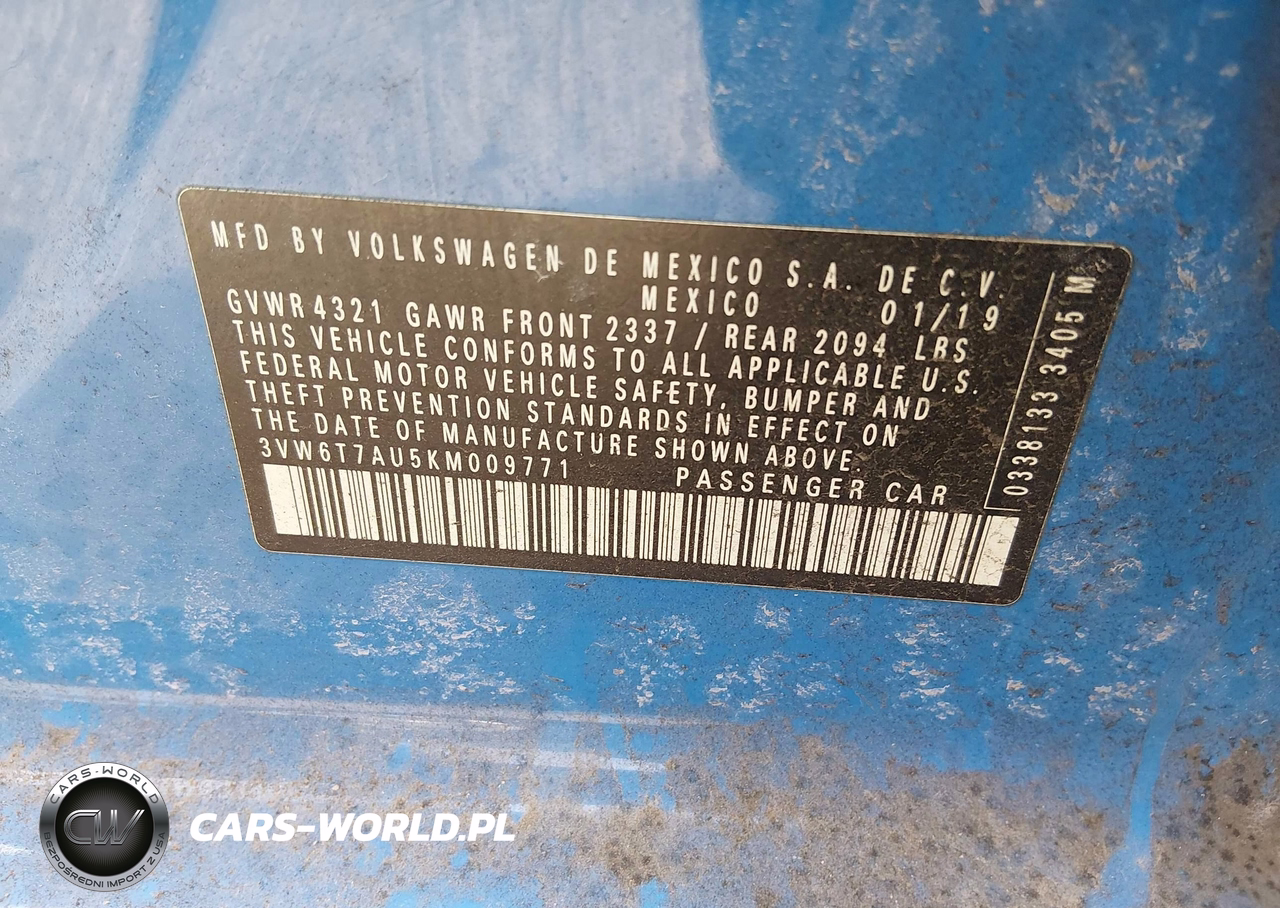 MFD BY VOLKSWAGEN DE MEXICO S.A. DE C.V.
MEXICO 01/19
GVWR 4321 GAWR FRONT 2337 / REAR 2094 LBS
THIS VEHICLE CONFORMS TO ALL APPLICABLE U.S.
FEDERAL MOTOR VEHICLE SAFETY, BUMPER AND
THEFT PREVENTION STANDARDS IN EFFECT ON
THE DATE OF MANUFACTURE SHOWN ABOVE.
3VW6T7AU5KM009771 PASSENGER CAR
0338133 3405 M
CARS-WORLD
CW
BEZPOŚREDNI IMPORT Z USA
CARS-WORLD.PL